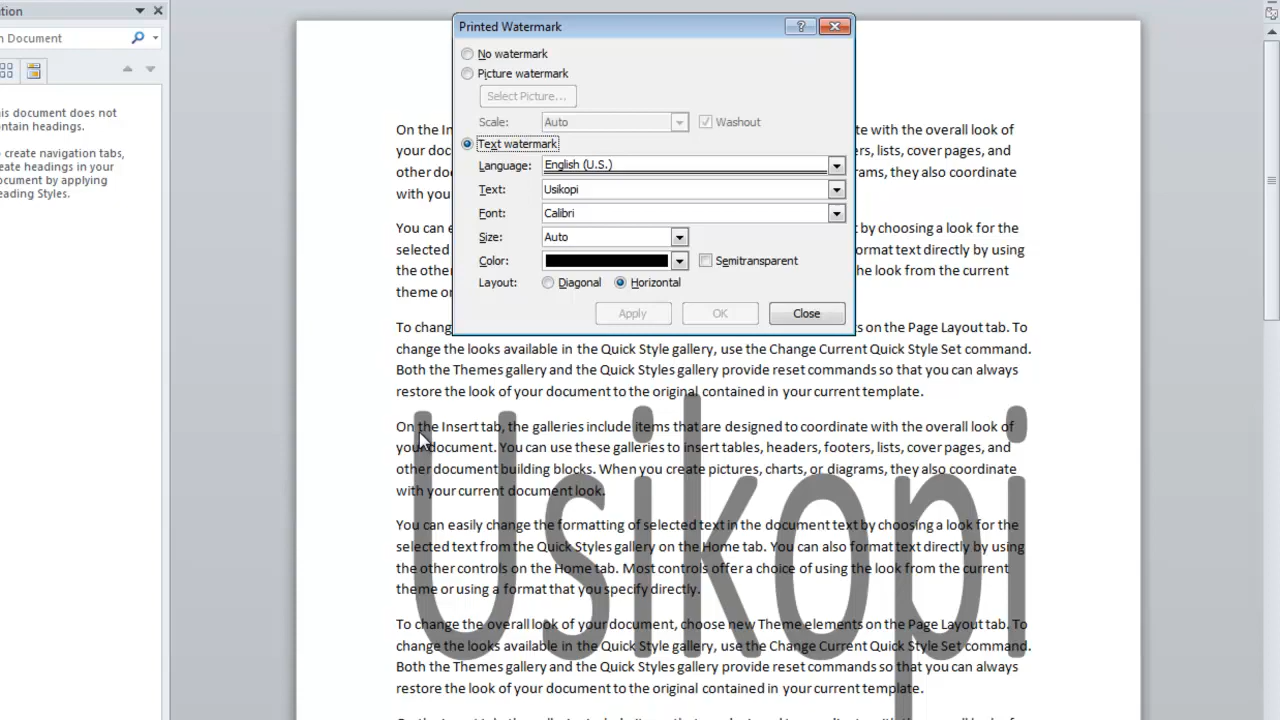 ation
n Document
his document does not
ontain headings.
o create navigation tabs,
reate headings in your
ocument by applying
eading Styles.
Printed Watermark
No watermark
Picture watermark
Select Picture...
Scale: Auto Washout
Text watermark
Language: English (U.S.)
Text: Usikopi
Font: Calibri
Size: Auto
Color: Semitransparent
Layout: Diagonal Horizontal
Apply OK Close
On the In
te with the overall look of
your doc
ers, lists, cover pages, and
other do
grams, they also coordinate
with you
You can e
t by choosing a look for the
selected
ormat text directly by using
the other
the look from the current
theme or
To chang
ts on the Page Layout tab. To
change the looks available in the Quick Style gallery, use the Change Current Quick Style Set command.
Both the Themes gallery and the Quick Styles gallery provide reset commands so that you can always
restore the look of your document to the original contained in your current template.
On the Insert tab, the galleries include items that are designed to coordinate with the overall look of
your document. You can use these galleries to insert tables, headers, footers, lists, cover pages, and
other document building blocks. When you create pictures, charts, or diagrams, they also coordinate
with your current document look.
You can easily change the formatting of selected text in the document text by choosing a look for the
selected text from the Quick Styles gallery on the Home tab. You can also format text directly by using
the other controls on the Home tab. Most controls offer a choice of using the look from the current
theme or using a format that you specify directly.
To change the overall look of your document, choose new Theme elements on the Page Layout tab. To
change the looks available in the Quick Style gallery, use the Change Current Quick Style Set command.
Both the Themes gallery and the Quick Styles gallery provide reset commands so that you can always
restore the look of your document to the original contained in your current template.
Usikopi